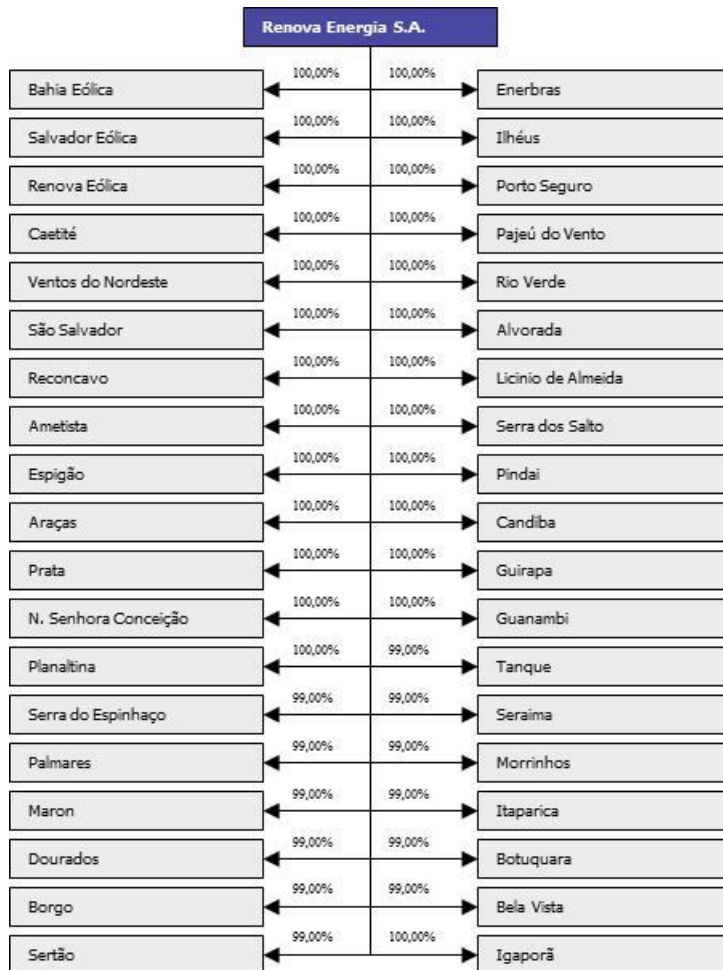 Renova Energia S.A.
100,00% 100,00%
Bahia Eólica Enerbras
100,00% 100,00%
Salvador Eólica Ilhéus
100,00% 100,00%
Renova Eólica Porto Seguro
100,00% 100,00%
Caetité Pajeú do Vento
100,00% 100,00%
Ventos do Nordeste Rio Verde
100,00% 100,00%
São Salvador Alvorada
100,00% 100,00%
Reconcavo Licinio de Almeida
100,00% 100,00%
Ametista Serra dos Salto
100,00% 100,00%
Espigão Pindai
100,00% 100,00%
Araças Candiba
100,00% 100,00%
Prata Guirapa
100,00% 100,00%
N. Senhora Conceição Guanambi
100,00% 99,00%
Planaltina Tanque
99,00% 99,00%
Serra do Espinhaço Seraima
99,00% 99,00%
Palmares Morrinhos
99,00% 99,00%
Maron Itaparica
99,00% 99,00%
Dourados Botuquara
99,00% 99,00%
Borgo Bela Vista
99,00% 100,00%
Sertão Igaporã